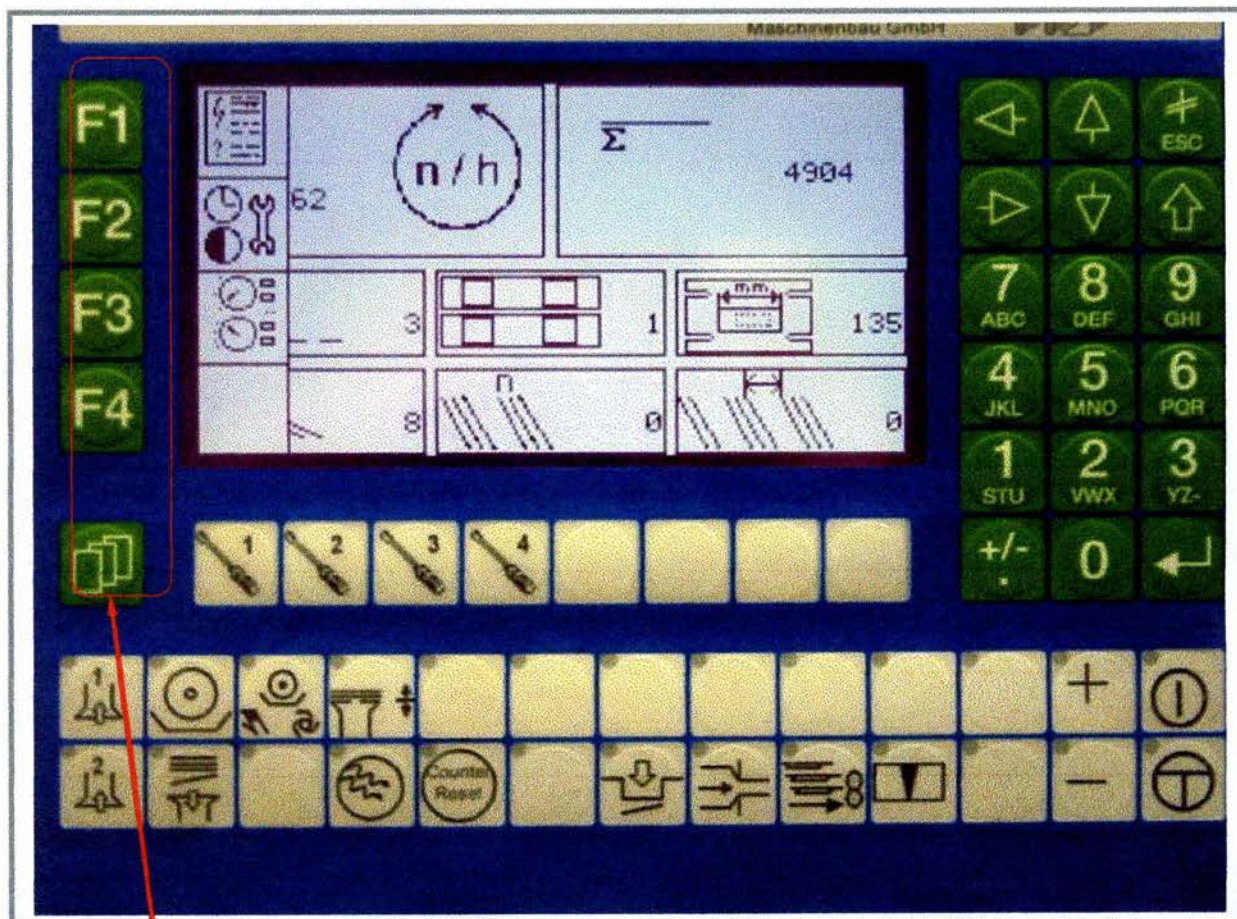 Maschinenbau GmbH
F1
F2
F3
F4
n/h
62
Σ
4904
3
1
mm
135
n
8
0
0
ESC
7 ABC
8 DEF
9 GHI
4 JKL
5 MNO
6 PQR
1 STU
2 VWX
3 YZ-
+/- .
0
1
2
3
4
1
+
2
Counter
Reset
−